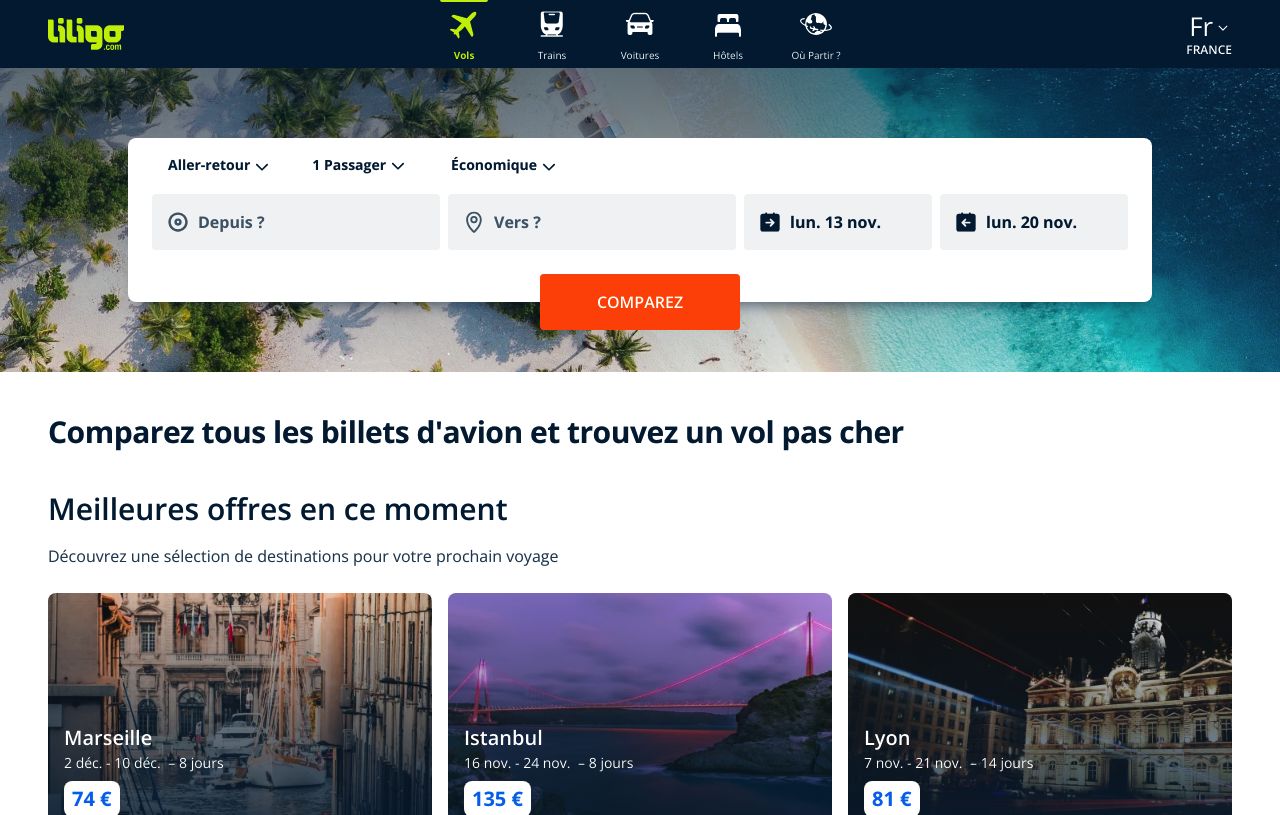 liligo
.com
Vols
Trains
Voitures
Hôtels
Où Partir ?
Fr
FRANCE
Aller-retour
1 Passager
Économique
Depuis ?
Vers ?
lun. 13 nov.
lun. 20 nov.
COMPAREZ
Comparez tous les billets d'avion et trouvez un vol pas cher
Meilleures offres en ce moment
Découvrez une sélection de destinations pour votre prochain voyage
Marseille
2 déc. - 10 déc. – 8 jours
74 €
Istanbul
16 nov. - 24 nov. – 8 jours
135 €
Lyon
7 nov. - 21 nov. – 14 jours
81 €